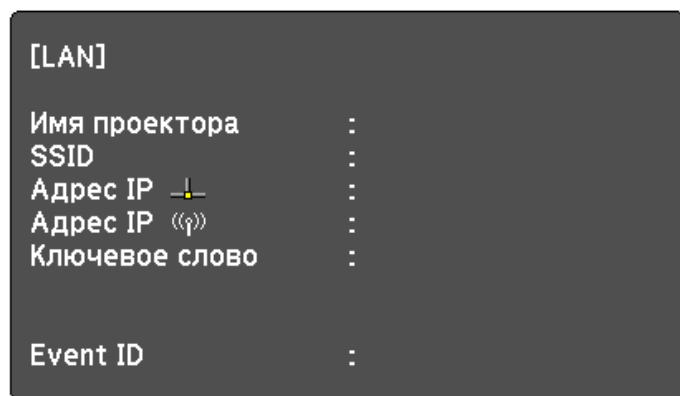 [LAN]
Имя проектора :
SSID :
Адрес IP :
Адрес IP :
Ключевое слово :
Event ID :